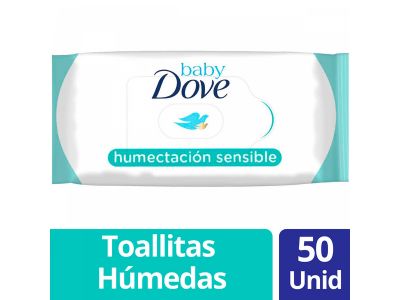 baby
Dove
humectación sensible
Toallitas
Húmedas
50
Unid